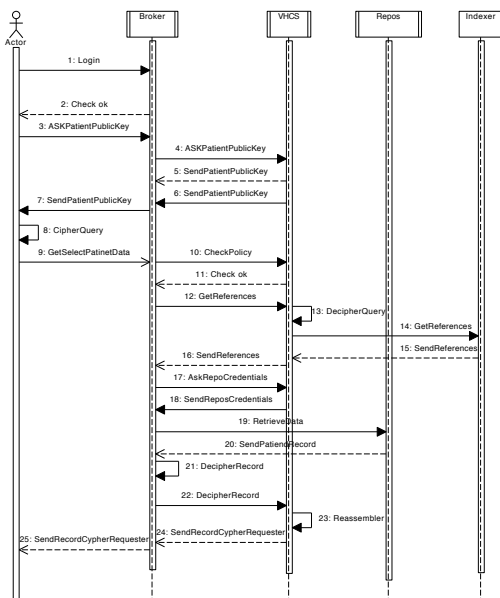 Broker
VHCS
Repos
Indexer
Actor
1: Login
2: Check ok
3: ASKPatientPublicKey
4: ASKPatientPublicKey
5: SendPatientPublicKey
6: SendPatientPublicKey
7: SendPatientPublicKey
8: CipherQuery
9: GetSelectPatinetData
10: CheckPolicy
11: Check ok
12: GetReferences
13: DecipherQuery
14: GetReferences
15: SendReferences
16: SendReferences
17: AskRepoCredentials
18: SendReposCredentials
19: RetrieveData
20: SendPatiendRecord
21: DecipherRecord
22: DecipherRecord
23: Reassembler
24: SendRecordCypherRequester
25: SendRecordCypherRequester